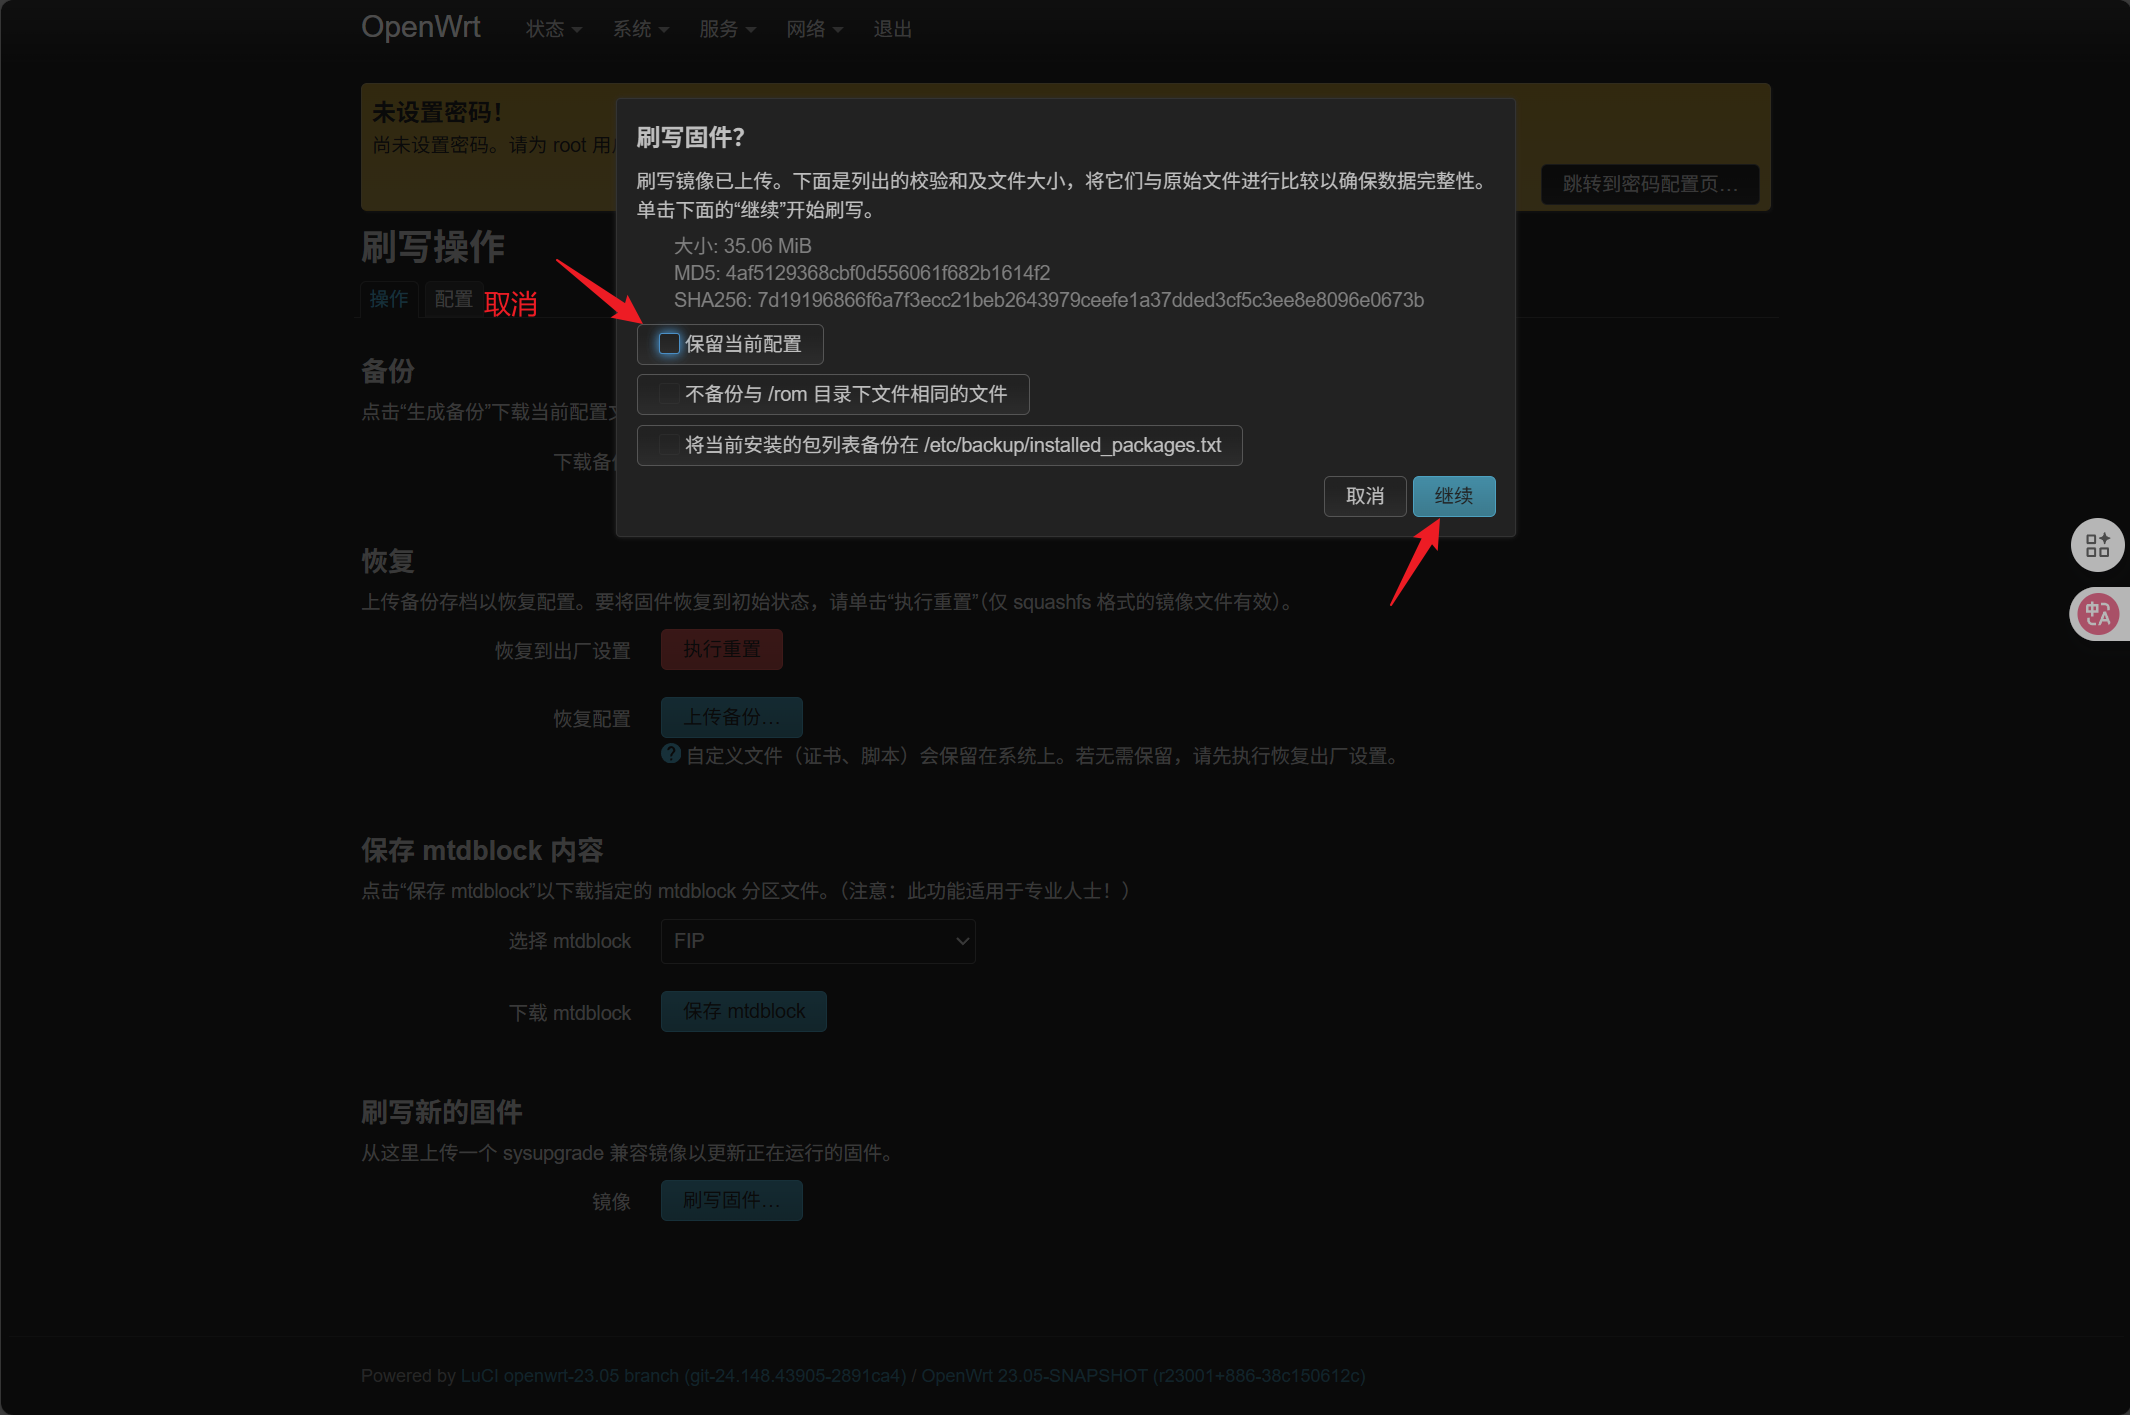 OpenWrt 状态 系统 服务 网络 退出
未设置密码！
尚未设置密码。请为 root 用
跳转到密码配置页...
刷写固件？
刷写镜像已上传。下面是列出的校验和及文件大小，将它们与原始文件进行比较以确保数据完整性。
单击下面的“继续”开始刷写。
大小: 35.06 MiB
MD5: 4af5129368cbf0d556061f682b1614f2
SHA256: 7d19196866f6a7f3ecc21beb2643979ceefe1a37dded3cf5c3ee8e8096e0673b
保留当前配置
不备份与 /rom 目录下文件相同的文件
将当前安装的包列表备份在 /etc/backup/installed_packages.txt
取消 继续
刷写操作
操作 配置 取消
备份
点击“生成备份”下载当前配置
下载备
恢复
上传备份存档以恢复配置。要将固件恢复到初始状态，请单击“执行重置”（仅 squashfs 格式的镜像文件有效）。
恢复到出厂设置 执行重置
恢复配置 上传备份...
自定义文件（证书、脚本）会保留在系统上。若无需保留，请先执行恢复出厂设置。
保存 mtdblock 内容
点击“保存 mtdblock”以下载指定的 mtdblock 分区文件。（注意：此功能适用于专业人士！）
选择 mtdblock FIP
下载 mtdblock 保存 mtdblock
刷写新的固件
从这里上传一个 sysupgrade 兼容镜像以更新正在运行的固件。
镜像 刷写固件...
Powered by LuCI openwrt-23.05 branch (git-24.148.43905-2891ca4) / OpenWrt 23.05-SNAPSHOT (r23001+886-38c150612c)
中A